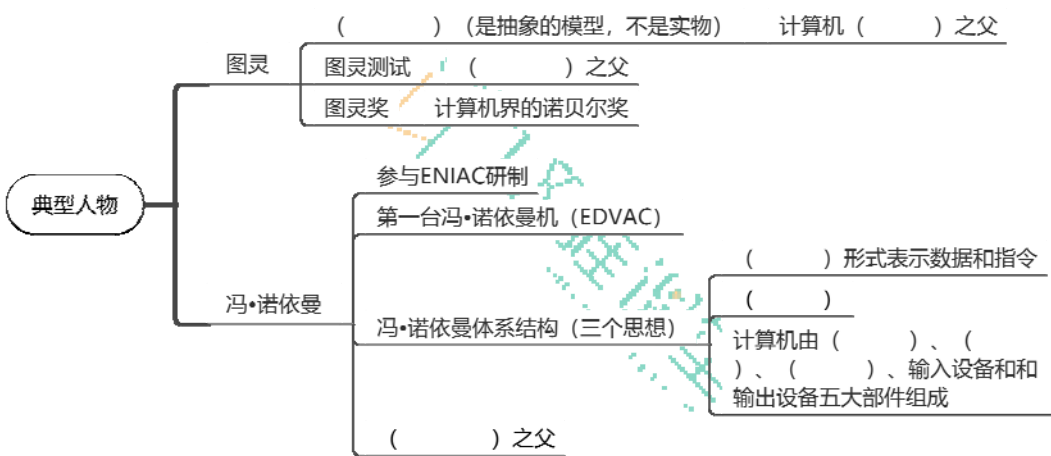 （ ）（是抽象的模型，不是实物） 计算机（ ）之父
图灵
图灵测试 （ ）之父
图灵奖 计算机界的诺贝尔奖
典型人物
参与ENIAC研制
第一台冯•诺依曼机（EDVAC）
冯•诺依曼
冯•诺依曼体系结构（三个思想）
（ ）形式表示数据和指令
（ ）
计算机由（ ）、（
）、（ ）、输入设备和和
输出设备五大部件组成
（ ）之父